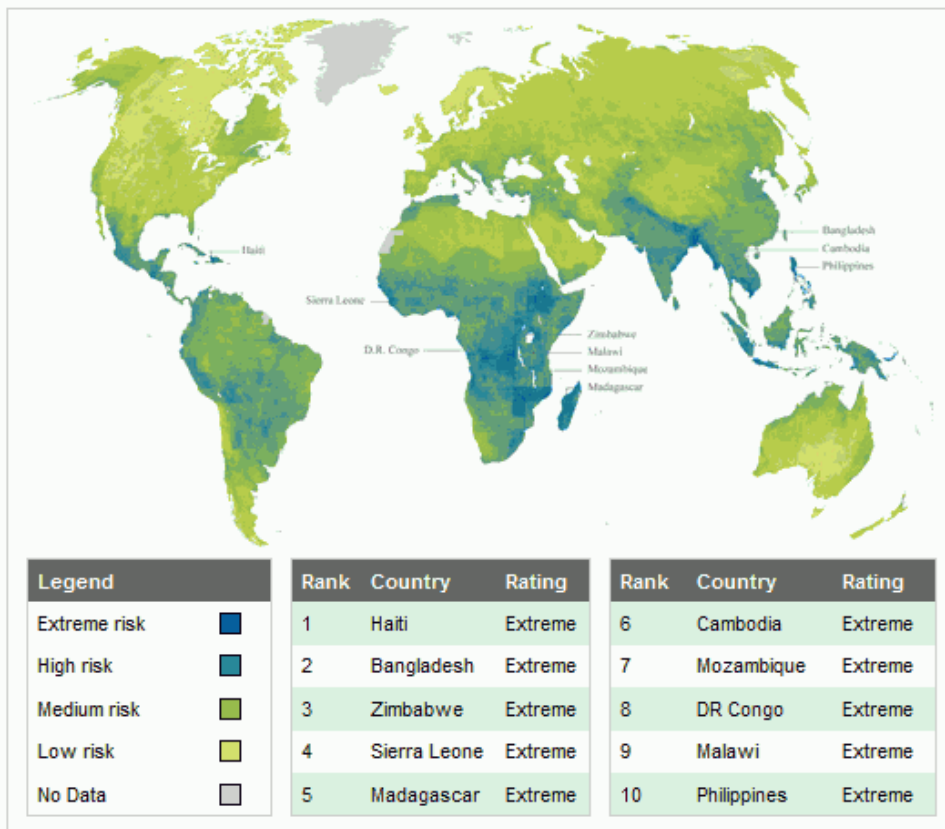 Haiti
Bangladesh
Cambodia
Philippines
Sierra Leone
Zimbabwe
D.R. Congo
Malawi
Mozambique
Madagascar
Legend
Extreme risk
High risk
Medium risk
Low risk
No Data
Rank Country Rating
1 Haiti Extreme
2 Bangladesh Extreme
3 Zimbabwe Extreme
4 Sierra Leone Extreme
5 Madagascar Extreme
Rank Country Rating
6 Cambodia Extreme
7 Mozambique Extreme
8 DR Congo Extreme
9 Malawi Extreme
10 Philippines Extreme